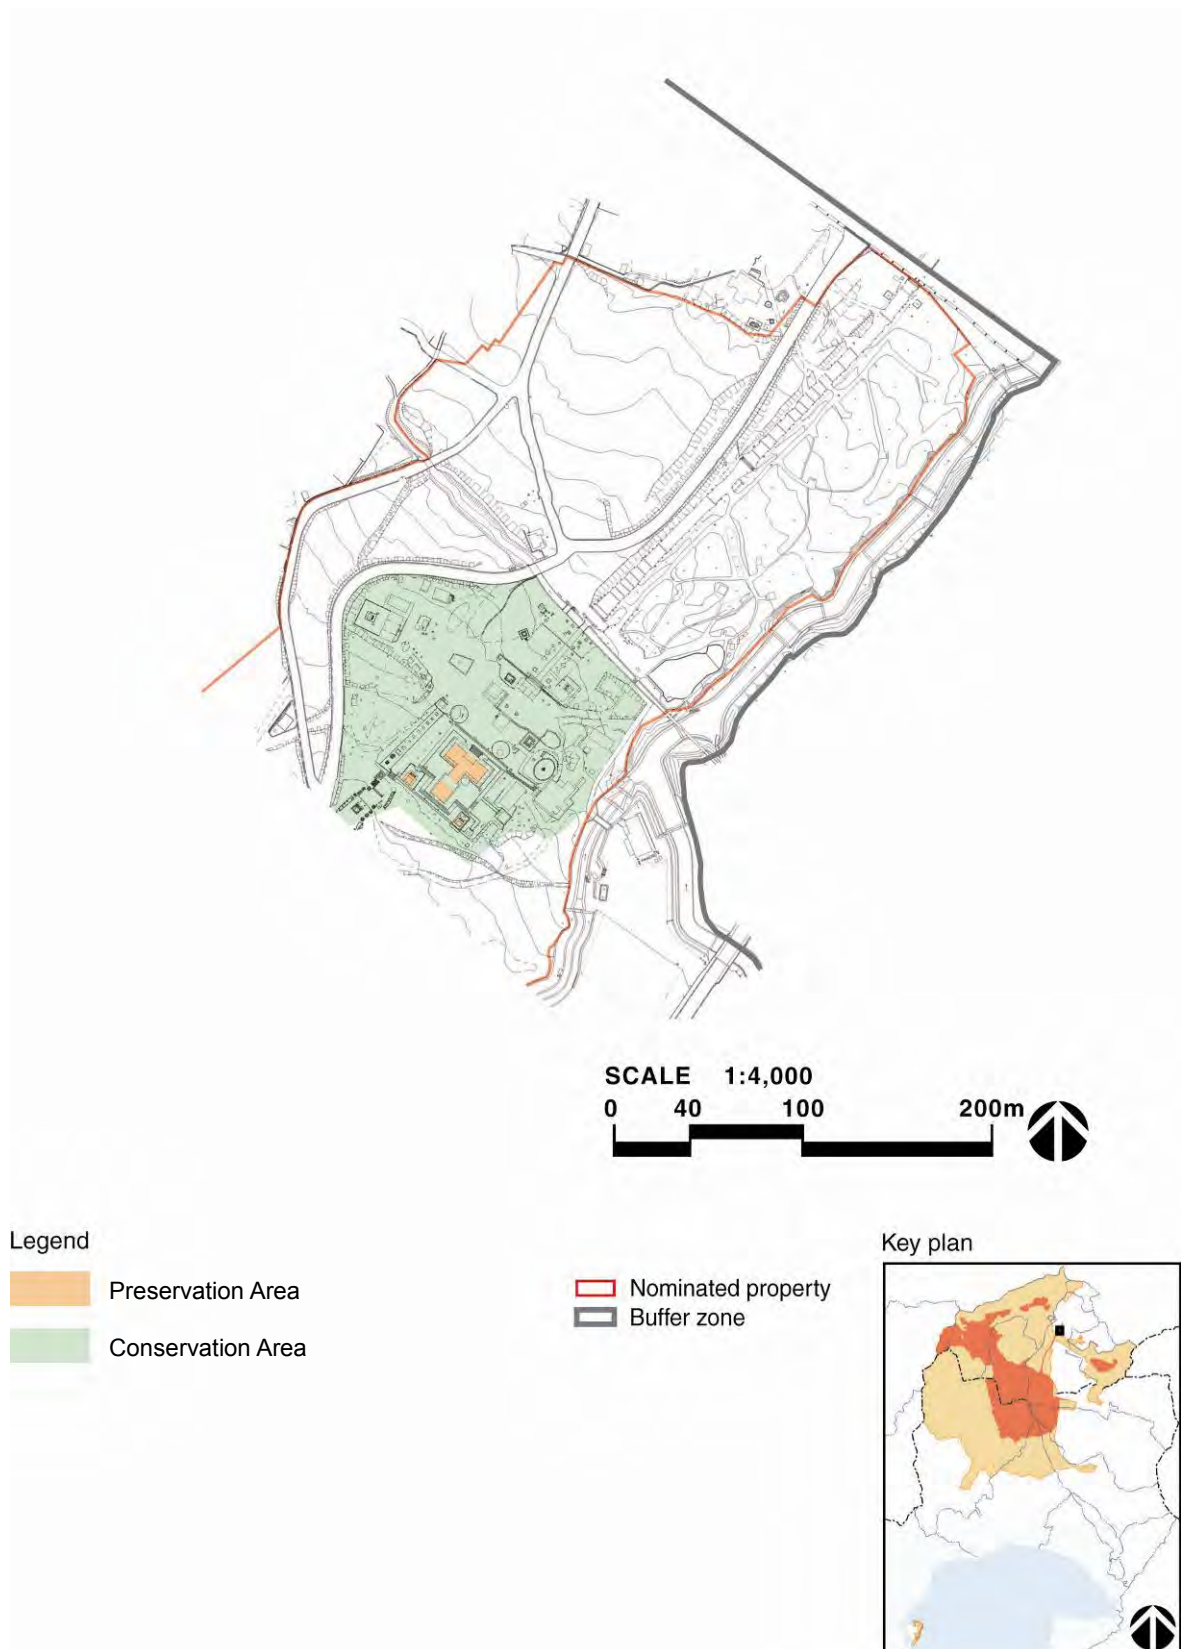 SCALE 1:4,000
0 40 100 200m
Legend
Preservation Area
Conservation Area
Nominated property
Buffer zone
Key plan